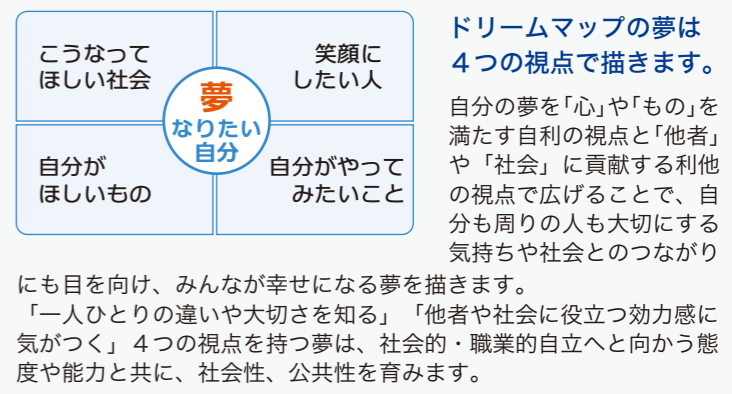 こうなって
ほしい社会
笑顔に
したい人
夢
なりたい
自分
自分が
ほしいもの
自分がやって
みたいこと
ドリームマップの夢は
４つの視点で描きます。
自分の夢を「心」や「もの」を
満たす自利の視点と「他者」
や「社会」に貢献する利他
の視点で広げることで、自
分も周りの人も大切にする
気持ちや社会とのつながり
にも目を向け、みんなが幸せになる夢を描きます。
「一人ひとりの違いや大切さを知る」「他者や社会に役立つ効力感に
気がつく」４つの視点を持つ夢は、社会的・職業的自立へと向かう態
度や能力と共に、社会性、公共性を育みます。